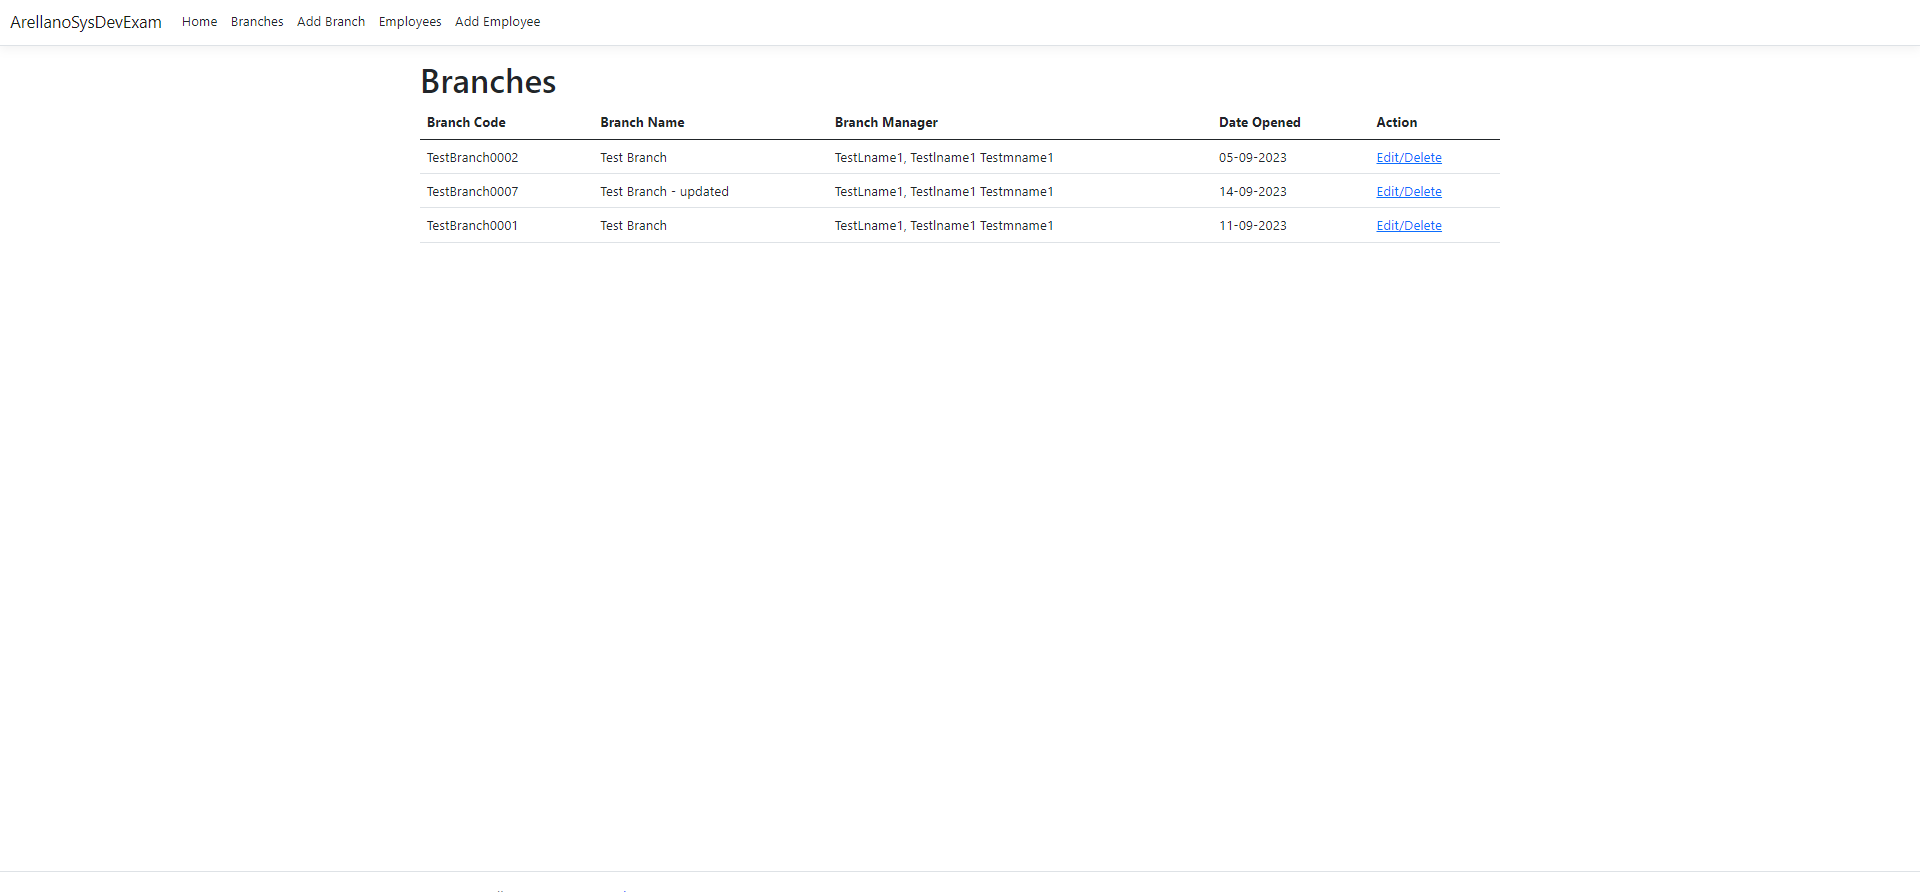 ArellanoSysDevExam Home Branches Add Branch Employees Add Employee
Branches
Branch Code Branch Name Branch Manager Date Opened Action
TestBranch0002 Test Branch TestLname1, Testlname1 Testmname1 05-09-2023 Edit/Delete
TestBranch0007 Test Branch - updated TestLname1, Testlname1 Testmname1 14-09-2023 Edit/Delete
TestBranch0001 Test Branch TestLname1, Testlname1 Testmname1 11-09-2023 Edit/Delete